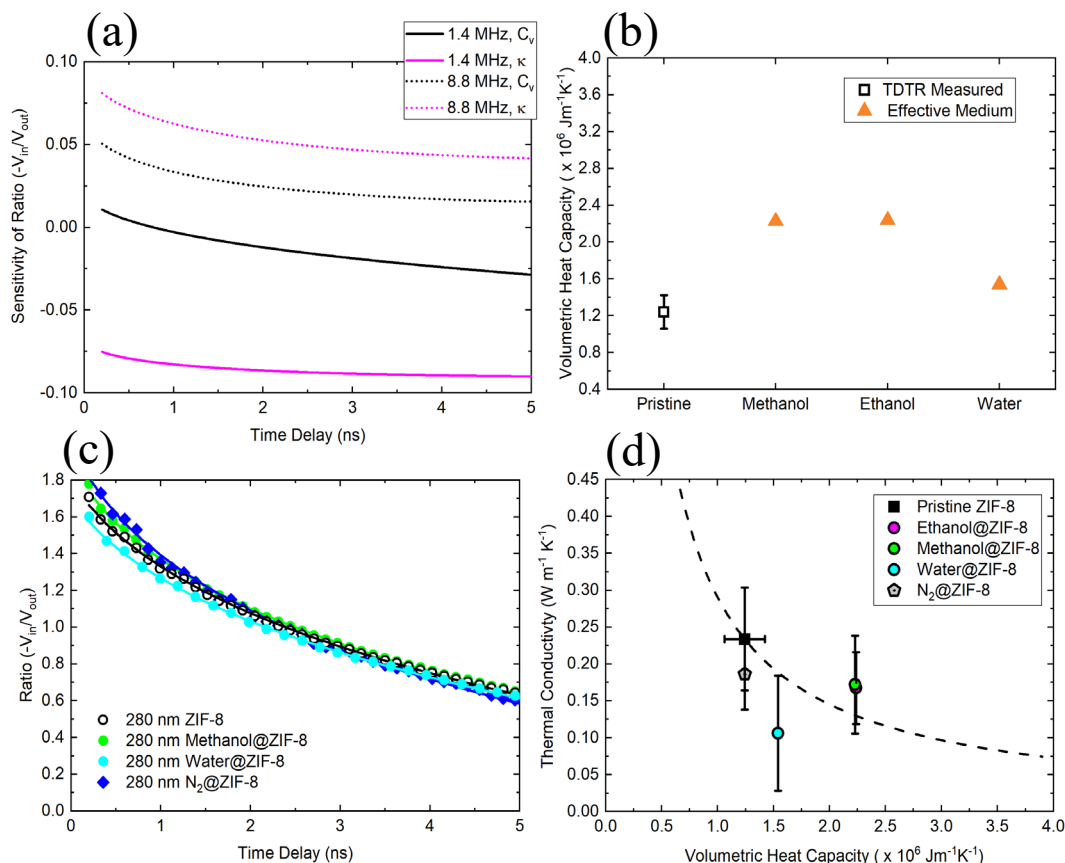 (a)
1.4 MHz, Cv
1.4 MHz, κ
8.8 MHz, Cv
8.8 MHz, κ
0.10
0.05
0.00
-0.05
-0.10
Sensitivity of Ratio (-Vin/Vout)
0 1 2 3 4 5
Time Delay (ns)
(b)
TDTR Measured
Effective Medium
4.0
3.6
3.2
2.8
2.4
2.0
1.6
1.2
0.8
0.4
Volumetric Heat Capacity ( x 10⁶ Jm⁻¹K⁻¹)
Pristine Methanol Ethanol Water
(c)
1.8
1.6
1.4
1.2
1.0
0.8
0.6
0.4
0.2
0.0
Ratio (-Vin/Vout)
280 nm ZIF-8
280 nm Methanol@ZIF-8
280 nm Water@ZIF-8
280 nm N₂@ZIF-8
0 1 2 3 4 5
Time Delay (ns)
(d)
0.45
0.40
0.35
0.30
0.25
0.20
0.15
0.10
0.05
0.00
Thermal Conductivty (W m⁻¹ K⁻¹)
Pristine ZIF-8
Ethanol@ZIF-8
Methanol@ZIF-8
Water@ZIF-8
N₂@ZIF-8
0.0 0.5 1.0 1.5 2.0 2.5 3.0 3.5 4.0
Volumetric Heat Capacity ( x 10⁶ Jm⁻¹K⁻¹)